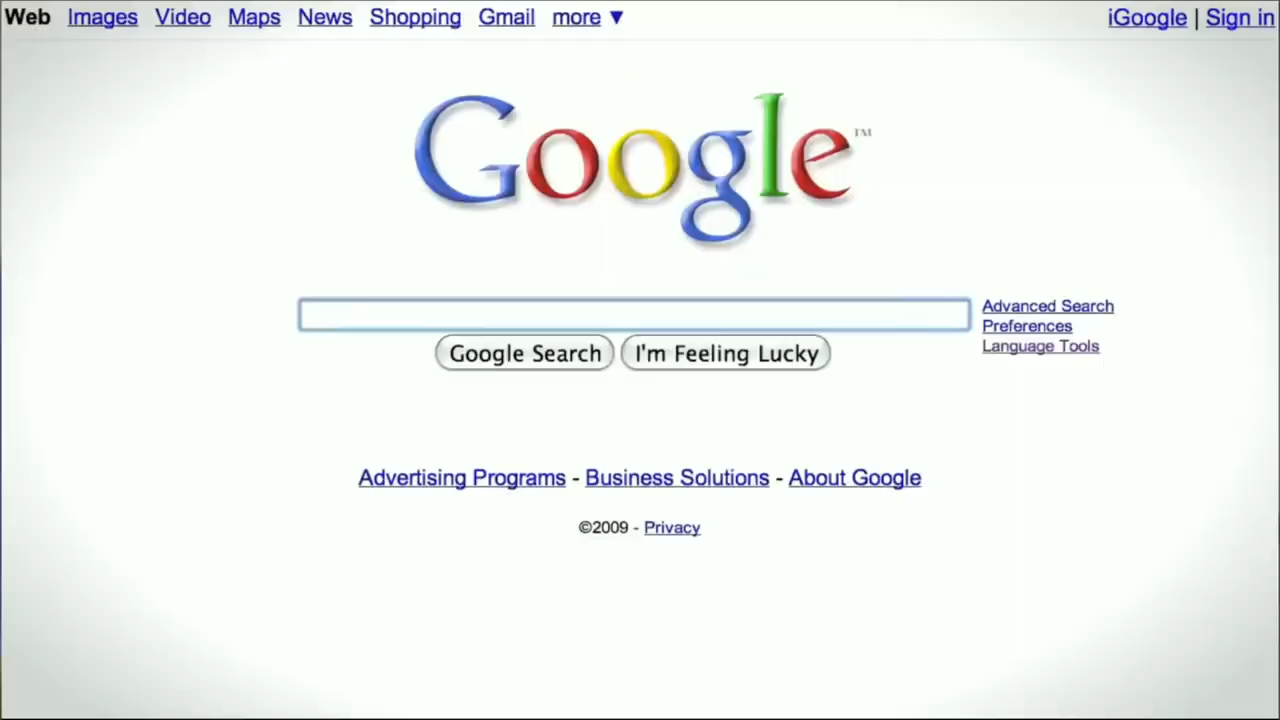 Web Images Video Maps News Shopping Gmail more ▼ iGoogle | Sign in
Google™
Advanced Search
Preferences
Language Tools
Google Search I'm Feeling Lucky
Advertising Programs - Business Solutions - About Google
©2009 - Privacy